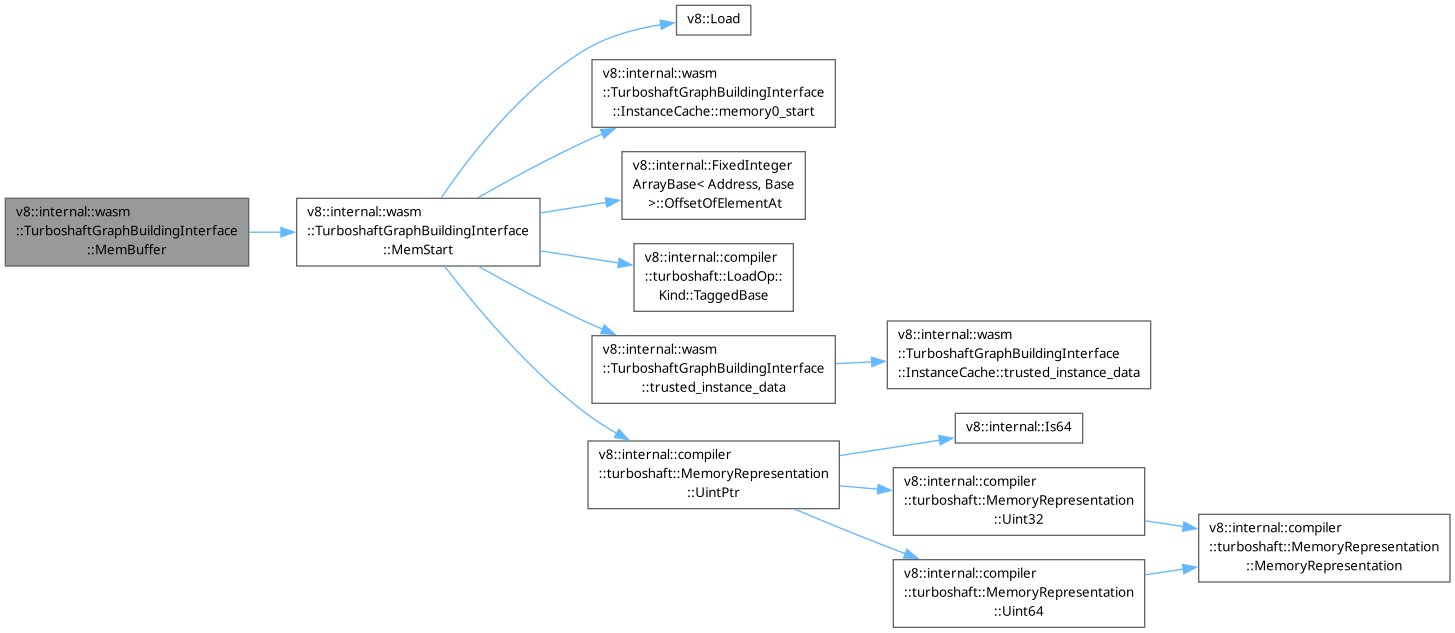 v8::internal::wasm
::TurboshaftGraphBuildingInterface
::MemBuffer
v8::internal::wasm
::TurboshaftGraphBuildingInterface
::MemStart
v8::Load
v8::internal::wasm
::TurboshaftGraphBuildingInterface
::InstanceCache::memory0_start
v8::internal::FixedInteger
ArrayBase< Address, Base
>::OffsetOfElementAt
v8::internal::compiler
::turboshaft::LoadOp::
Kind::TaggedBase
v8::internal::wasm
::TurboshaftGraphBuildingInterface
::trusted_instance_data
v8::internal::wasm
::TurboshaftGraphBuildingInterface
::InstanceCache::trusted_instance_data
v8::internal::compiler
::turboshaft::MemoryRepresentation
::UintPtr
v8::internal::Is64
v8::internal::compiler
::turboshaft::MemoryRepresentation
::Uint32
v8::internal::compiler
::turboshaft::MemoryRepresentation
::Uint64
v8::internal::compiler
::turboshaft::MemoryRepresentation
::MemoryRepresentation